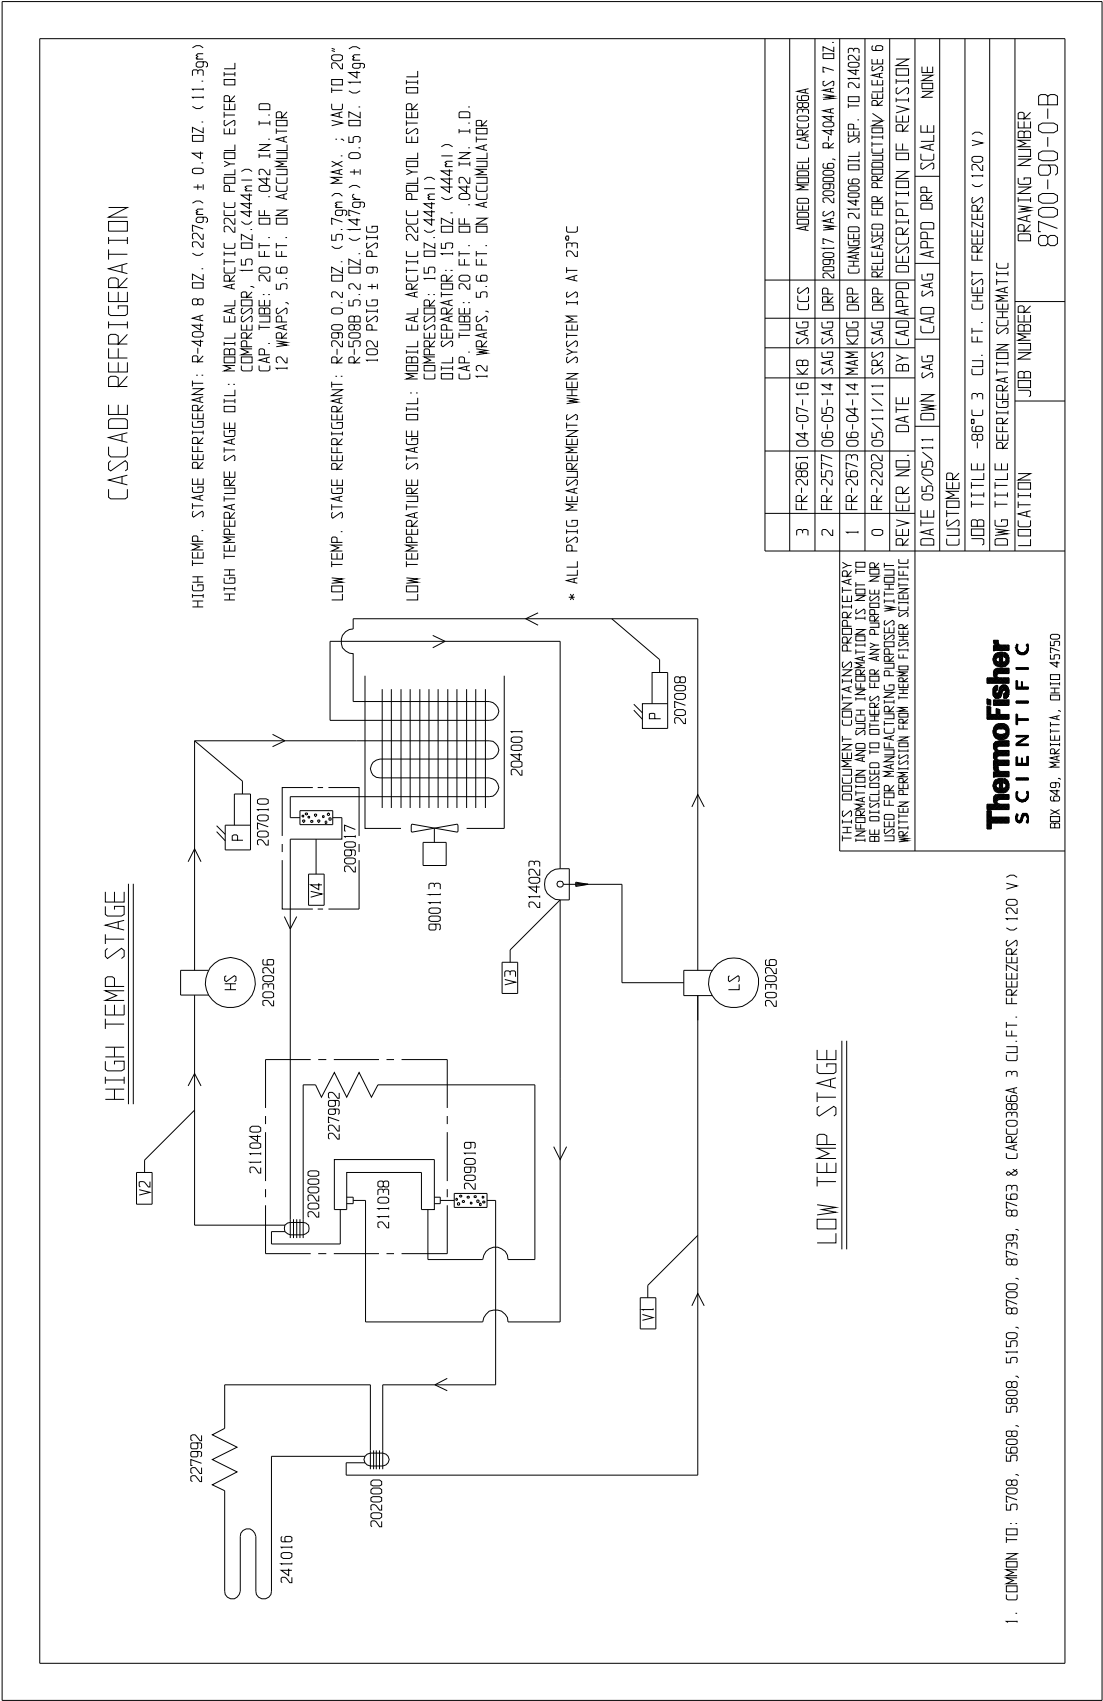 CASCADE REFRIGERATION
HIGH TEMP. STAGE REFRIGERANT: R-404A 8 OZ. (227gm) ± 0.4 OZ. (11.3gm)
HIGH TEMPERATURE STAGE OIL: MOBIL EAL ARCTIC 22CC POLYOL ESTER OIL
COMPRESSOR, 15 OZ.(444ml)
CAP. TUBE: 20 FT. OF .042 IN. I.D
12 WRAPS, 5.6 FT. ON ACCUMULATOR
LOW TEMP. STAGE REFRIGERANT: R-290 0.2 OZ. (5.7gm) MAX. ; VAC TO 20"
R-508B 5.2 OZ. (147gr) ± 0.5 OZ. (14gm)
102 PSIG ± 9 PSIG
LOW TEMPERATURE STAGE OIL: MOBIL EAL ARCTIC 22CC POLYOL ESTER OIL
COMPRESSOR: 15 OZ.(444ml)
OIL SEPARATOR: 15 OZ. (444ml)
CAP. TUBE: 20 FT. OF .042 IN. I.D.
12 WRAPS, 5.6 FT. ON ACCUMULATOR
* ALL PSIG MEASUREMENTS WHEN SYSTEM IS AT 23°C
HIGH TEMP STAGE
V2
HS
203026
P
207010
211040
202000
227992
211038
209019
V4
209017
900113
204001
214023
V3
P
207008
227992
241016
202000
V1
LS
203026
LOW TEMP STAGE
1. COMMON TO: 5708, 5608, 5808, 5150, 8700, 8739, 8763 & CARC0386A 3 CU.FT. FREEZERS (120 V)
THIS DOCUMENT CONTAINS PROPRIETARY
INFORMATION AND SUCH INFORMATION IS NOT TO
BE DISCLOSED TO OTHERS FOR ANY PURPOSE NOR
USED FOR MANUFACTURING PURPOSES WITHOUT
WRITTEN PERMISSION FROM THERMO FISHER SCIENTIFIC
ThermoFisher
SCIENTIFIC
BOX 649, MARIETTA, OHIO 45750
3 FR-2861 04-07-16 KB SAG CCS ADDED MODEL CARC0386A
2 FR-2577 06-05-14 SAG SAG DRP 209017 WAS 209006, R-404A WAS 7 OZ.
1 FR-2673 06-04-14 MAM KDG DRP CHANGED 214006 OIL SEP. TO 214023
0 FR-2202 05/11/11 SRS SAG DRP RELEASED FOR PRODUCTION/ RELEASE 6
REV ECR NO. DATE BY CAD APPD DESCRIPTION OF REVISION
DATE 05/05/11 DWN SAG CAD SAG APPD DRP SCALE NONE
CUSTOMER
JOB TITLE -86°C 3 CU. FT. CHEST FREEZERS (120 V)
DWG TITLE REFRIGERATION SCHEMATIC
LOCATION JOB NUMBER DRAWING NUMBER
8700-90-0-B